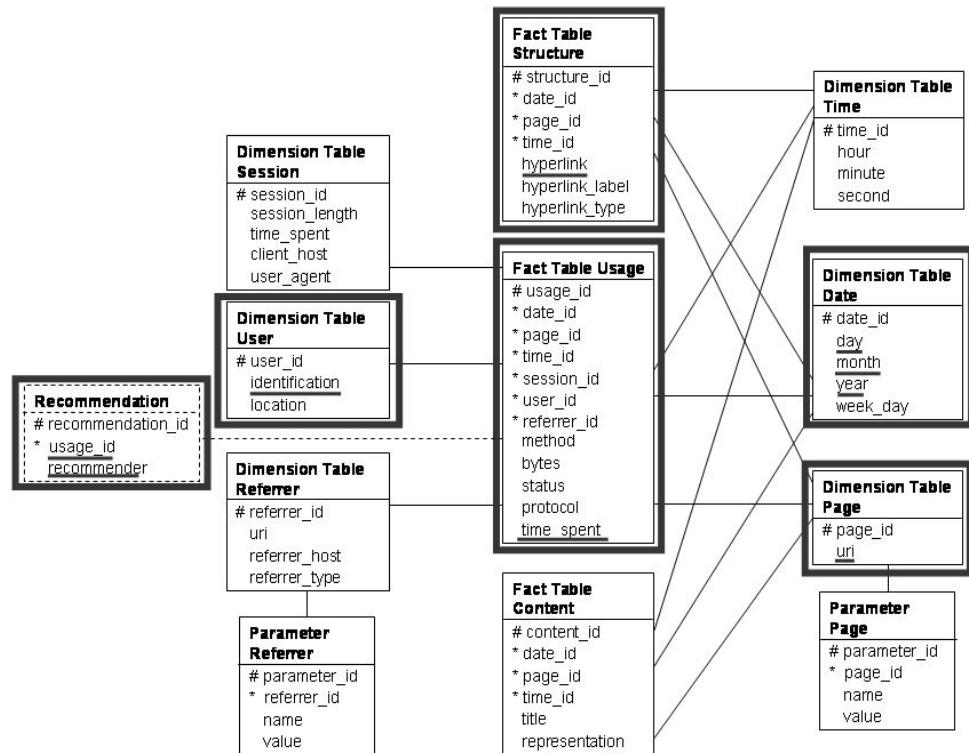 Fact Table
Structure
# structure_id
* date_id
* page_id
* time_id
hyperlink
hyperlink_label
hyperlink_type
Dimension Table
Time
# time_id
hour
minute
second
Dimension Table
Session
# session_id
session_length
time_spent
client_host
user_agent
Fact Table Usage
# usage_id
* date_id
* page_id
* time_id
* session_id
* user_id
* referrer_id
method
bytes
status
protocol
time_spent
Dimension Table
Date
# date_id
day
month
year
week_day
Dimension Table
User
# user_id
identification
location
Recommendation
# recommendation_id
* usage_id
recommender
Dimension Table
Referrer
# referrer_id
uri
referrer_host
referrer_type
Dimension Table
Page
# page_id
uri
Fact Table
Content
# content_id
* date_id
* page_id
* time_id
title
representation
Parameter
Referrer
# parameter_id
* referrer_id
name
value
Parameter
Page
# parameter_id
* page_id
name
value